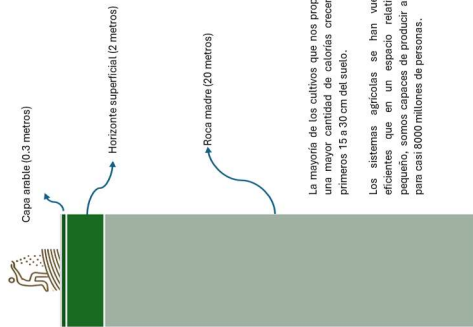 Capa arable (0.3 metros)
Horizonte superficial (2 metros)
Roca madre (20 metros)
La mayoría de los cultivos que nos
una mayor cantidad de calorías crecen
primeros 15 a 30 cm del suelo.
Los sistemas agrícolas se han
eficientes que en un espacio
pequeño, somos capaces de producir
para casi 8000 millones de personas.